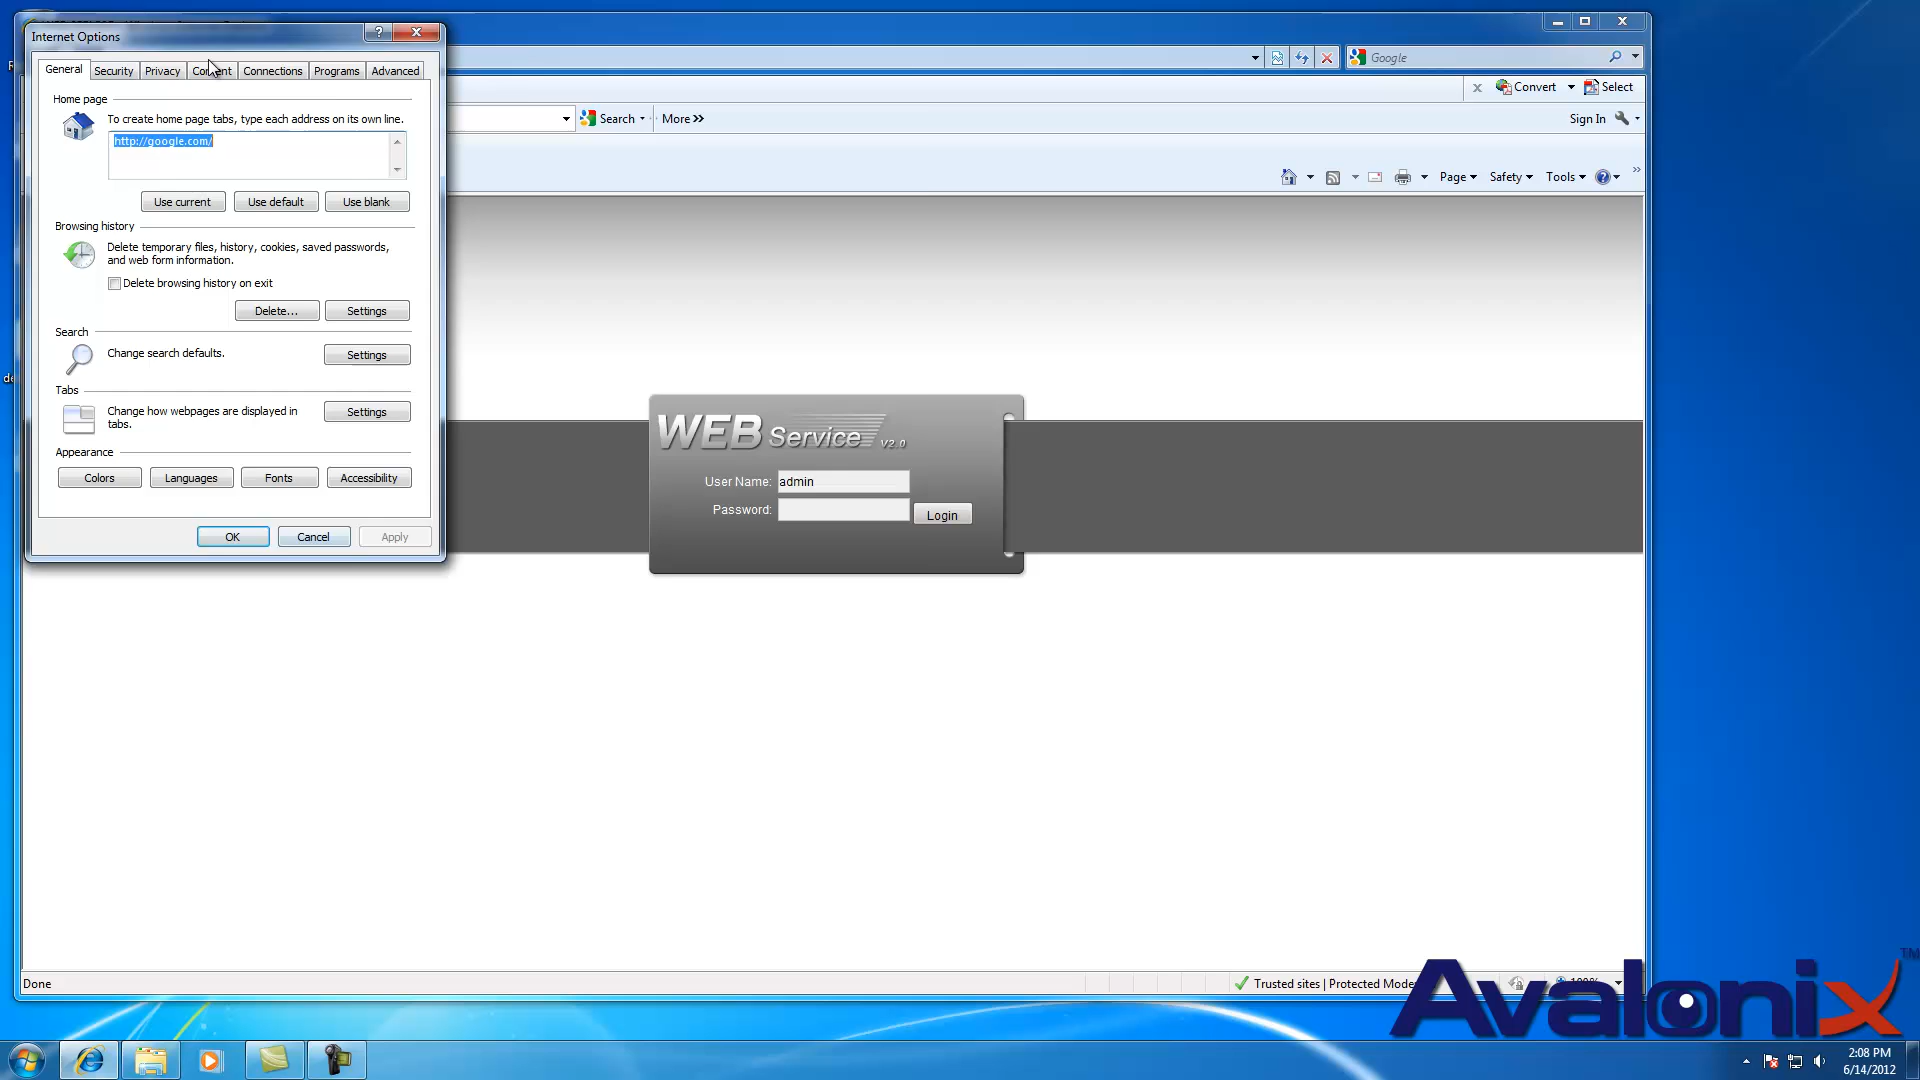 Internet Options
?
General
Security
Privacy
Connections
Programs
Advanced
Home page
To create home page tabs, type each address on its own line.
http://google.com/
Use current
Use default
Use blank
Browsing history
Delete temporary files, history, cookies, saved passwords,
and web form information.
Delete browsing history on exit
Delete...
Settings
Search
Change search defaults.
Settings
Tabs
Change how webpages are displayed in
tabs.
Settings
Appearance
Colors
Languages
Fonts
Accessibility
OK
Cancel
Apply
Google
Convert
Select
Search
More
Sign In
Page
Safety
Tools
WEB Service V2.0
User Name:
admin
Password:
Login
Done
Trusted sites | Protected Mode
Avalonix TM
2:08 PM
6/14/2012